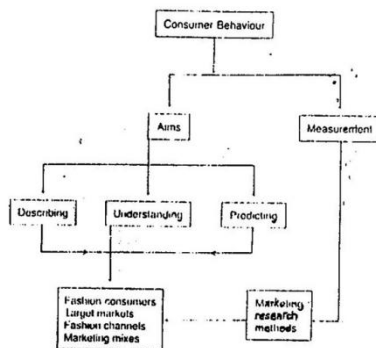 Consumer Behaviour
Aims
Measurement
Describing
Understanding
Predicting
Fashion consumers
Target markets
Fashion channels
Marketing mixes
Marketing
research
methods